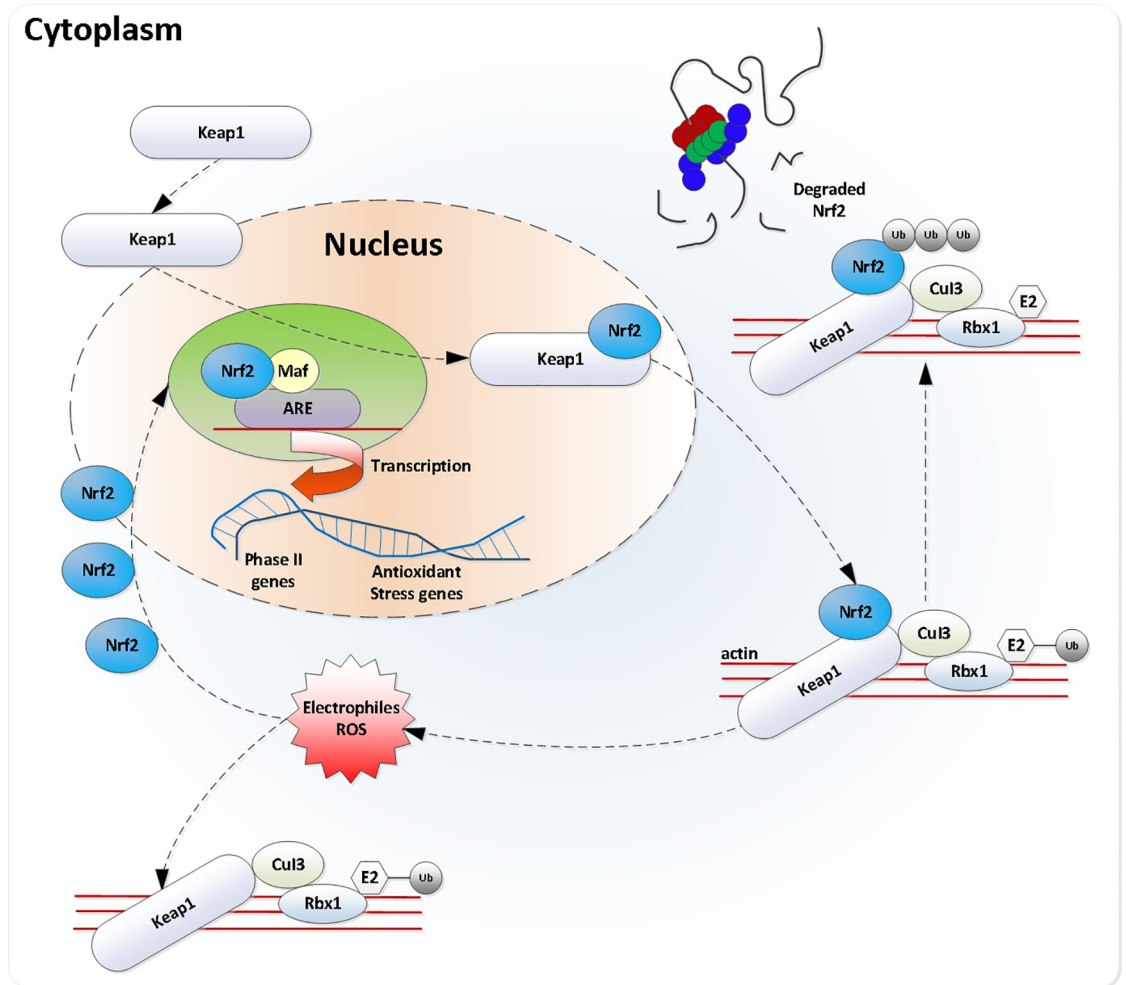 Cytoplasm
Keap1
Keap1
Nucleus
Degraded
Nrf2
Ub Ub Ub
Nrf2
Cul3
E2
Rbx1
Keap1
Nrf2
Keap1
Nrf2
Maf
ARE
Transcription
Nrf2
Nrf2
Nrf2
Phase II
genes
Antioxidant
Stress genes
Nrf2
Cul3
E2
Ub
actin
Rbx1
Keap1
Electrophiles
ROS
Cul3
E2
Ub
Keap1
Rbx1